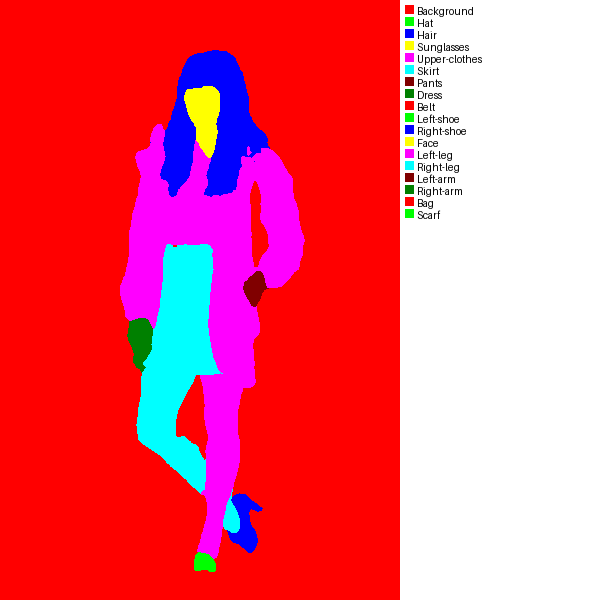 Background
Hat
Hair
Sunglasses
Upper-clothes
Skirt
Pants
Dress
Belt
Left-shoe
Right-shoe
Face
Left-leg
Right-leg
Left-arm
Right-arm
Bag
Scarf